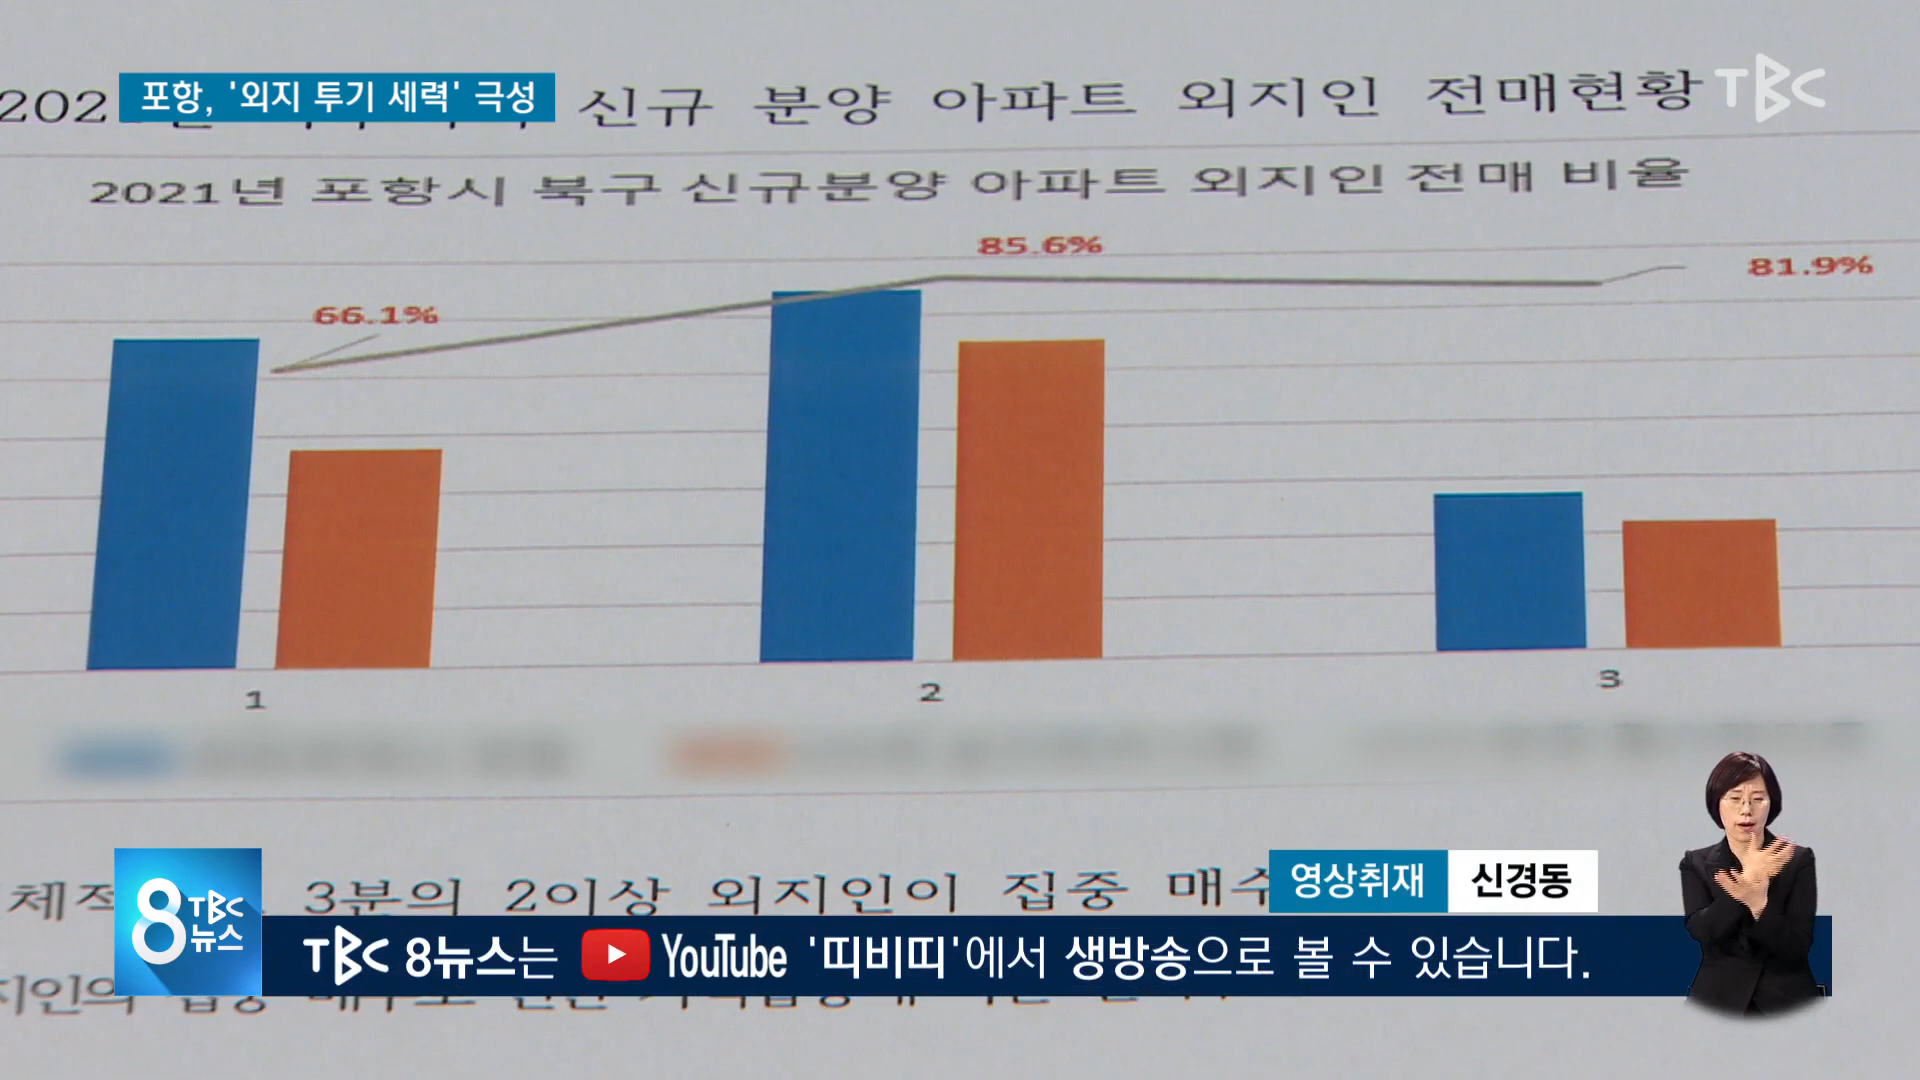 포항, '외지 투기 세력' 극성
TBC
202 신규 분양 아파트 외지인 전매현황
2021년 포항시 북구 신규분양 아파트 외지인 전매 비율
66.1%
85.6%
81.9%
1
2
3
3분의 2이상 외지인이 집중 매수
영상취재 신경동
8 TBC 뉴스
TBC 8뉴스는 YouTube '띠비띠'에서 생방송으로 볼 수 있습니다.